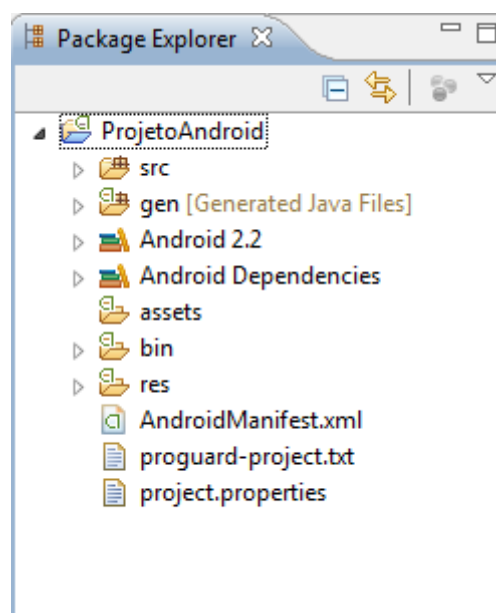 Package Explorer
ProjetoAndroid
src
gen [Generated Java Files]
Android 2.2
Android Dependencies
assets
bin
res
AndroidManifest.xml
proguard-project.txt
project.properties